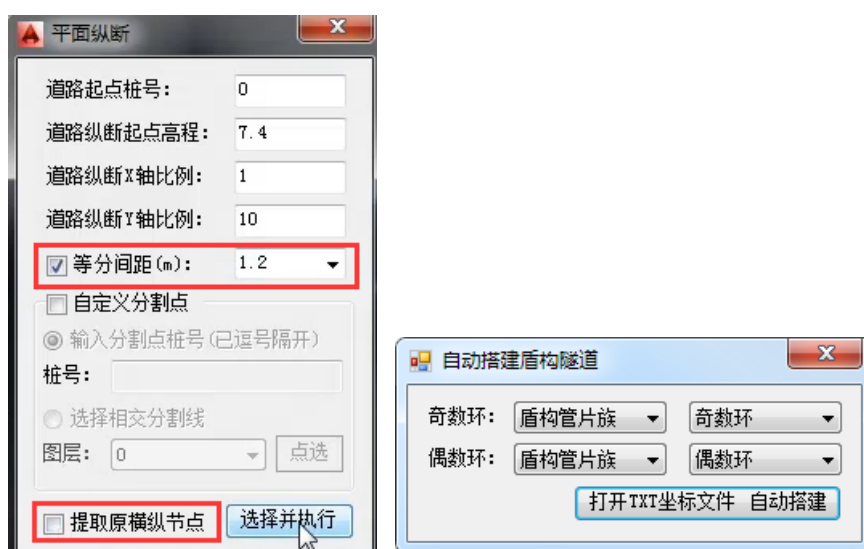 平面纵断
道路起点桩号: 0
道路纵断起点高程: 7.4
道路纵断X轴比例: 1
道路纵断Y轴比例: 10
等分间距(m): 1.2
自定义分割点
输入分割点桩号(已逗号隔开)
桩号:
选择相交分割线
图层: 0 点选
提取原横纵节点 选择并执行
自动搭建盾构隧道
奇数环: 盾构管片族 奇数环
偶数环: 盾构管片族 偶数环
打开TXT坐标文件 自动搭建